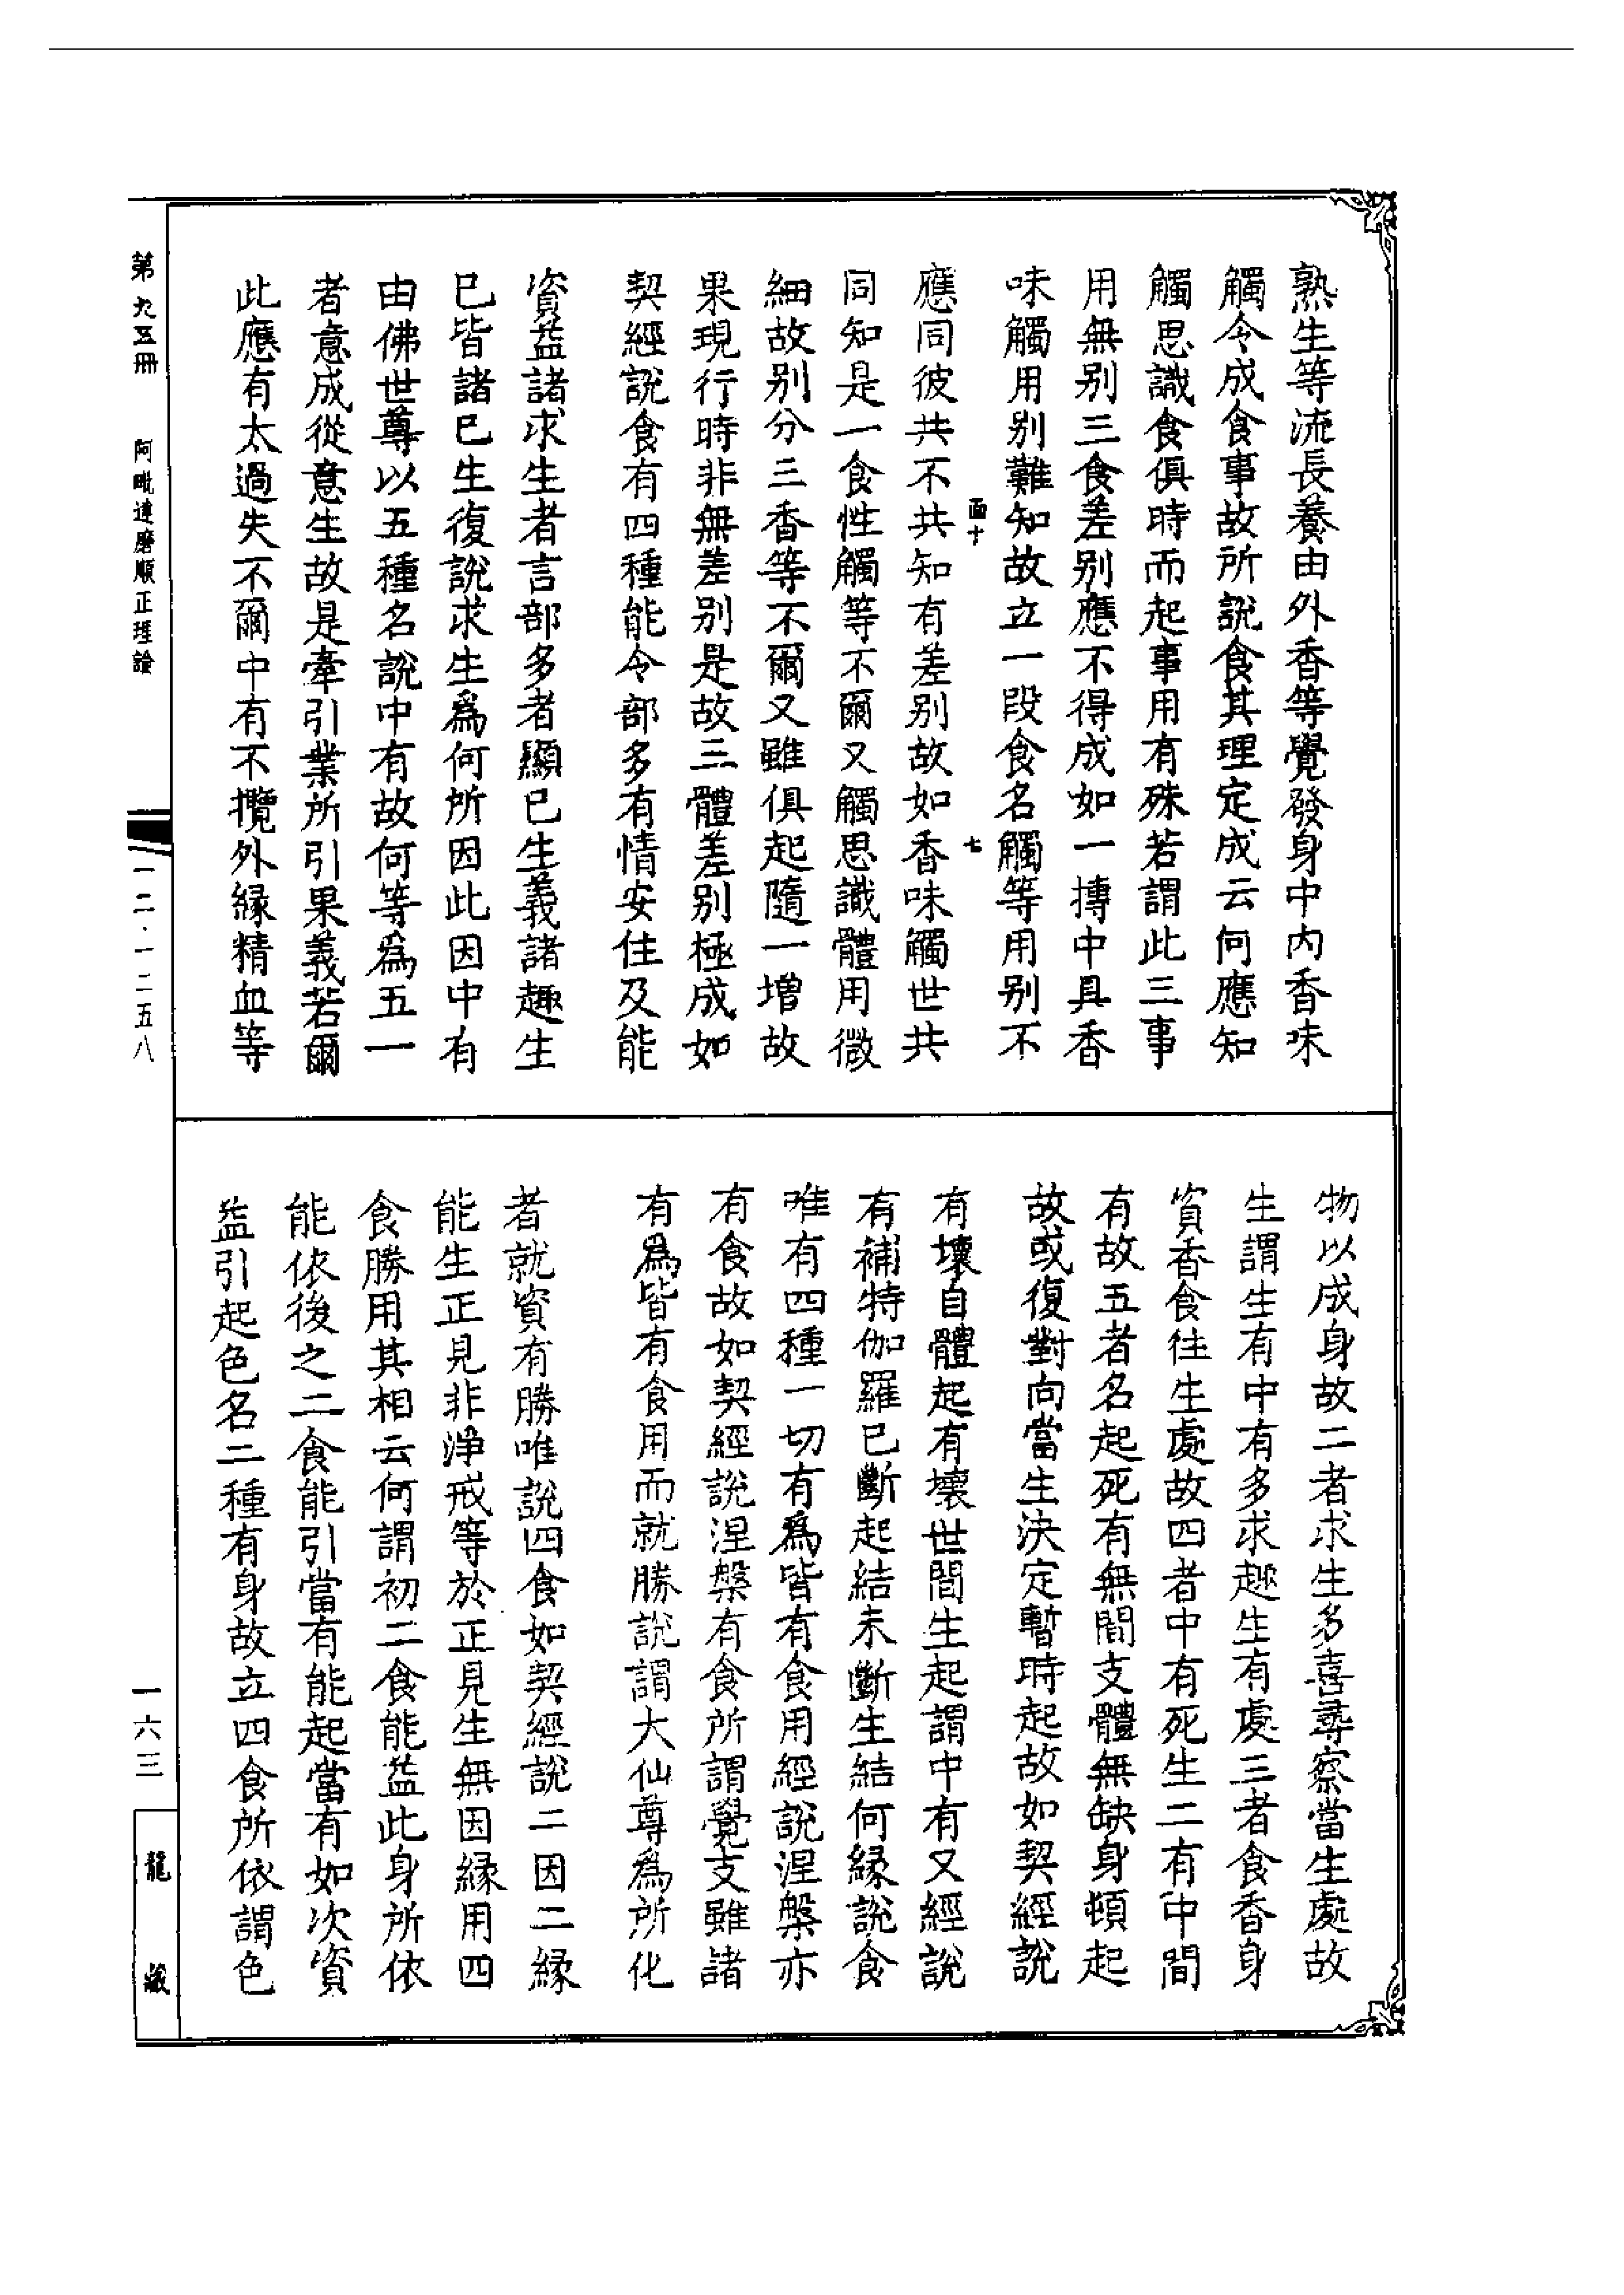 熟生等流長養由外香等覺發身中内香味
觸令成食事故所說食其理定成云何應知
觸思識食俱時而起事用有殊若謂此三事
用無别三食差别應不得成如一摶中具香
味觸用别難知故立一段食名觸等用别不
面十 七
應同彼共不共知有差别故如香味觸世共
同知是一食性觸等不爾又觸思識體用微
細故别分三香等不爾又雖俱起隨一增故
果現行時非無差别是故三體差别極成如
契經說食有四種能令部多有情安住及能
資益諸求生者言部多者顯已生義諸趣生
已皆諸已生復說求生爲何所因此因中有
由佛世尊以五種名說中有故何等爲五一
者意成從意生故是牽引業所引果義若爾
此應有太過失不爾中有不攬外緣精血等
物以成身故二者求生多喜尋察當生處故
生謂生有中有多求趣生有處三者食香身
資香食往生處故四者中有死生二有中間
有故五者名起死有無間支體無缺身頓起
故或復對向當生決定暫時起故如契經說
有壞自體起有壞世間生起謂中有又經說
有補特伽羅已斷起結未斷生結何緣說食
唯有四種一切有爲皆有食用經說涅槃亦
有食故如契經說涅槃有食所謂覺支雖諸
有爲皆有食用而就勝說謂大仙尊爲所化
者就資有勝唯說四食如契經說二因二緣
能生正見非淨戒等於正見生無因緣用四
食勝用其相云何謂初二食能益此身所依
能依後之二食能引當有能起當有如次資
益引起色名二種有身故立四食所依謂色
第九五冊 阿毗達磨順正理論 一二·一二五八 一六三 龍藏